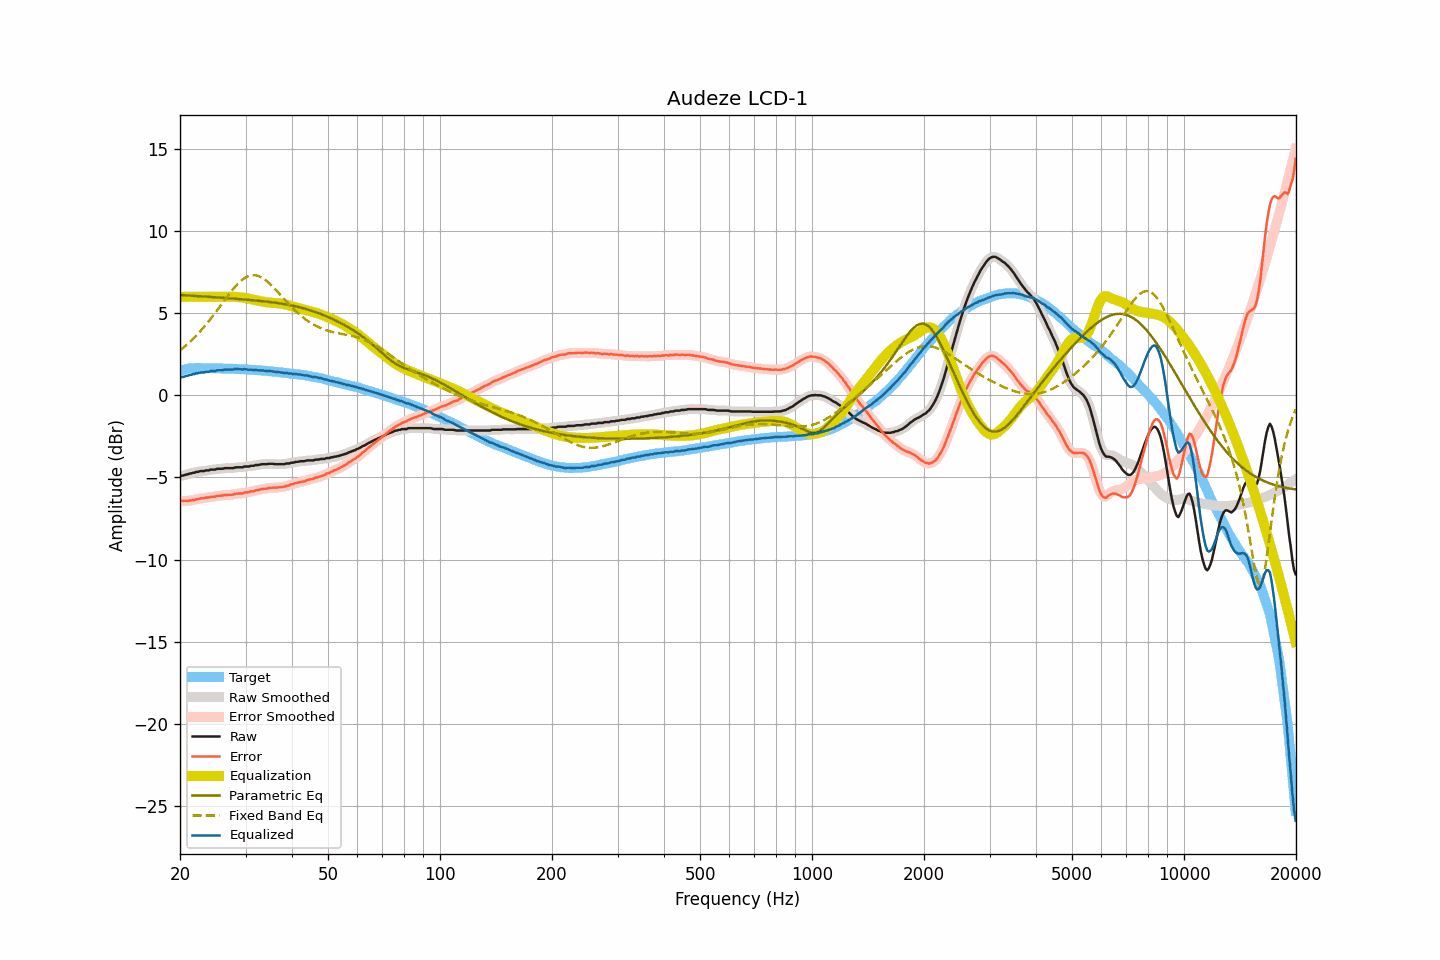 Audeze LCD-1
15
10
5
0
−5
−10
−15
−20
−25
Amplitude (dBr)
Target
Raw Smoothed
Error Smoothed
Raw
Error
Equalization
Parametric Eq
Fixed Band Eq
Equalized
20 50 100 200 500 1000 2000 5000 10000 20000
Frequency (Hz)